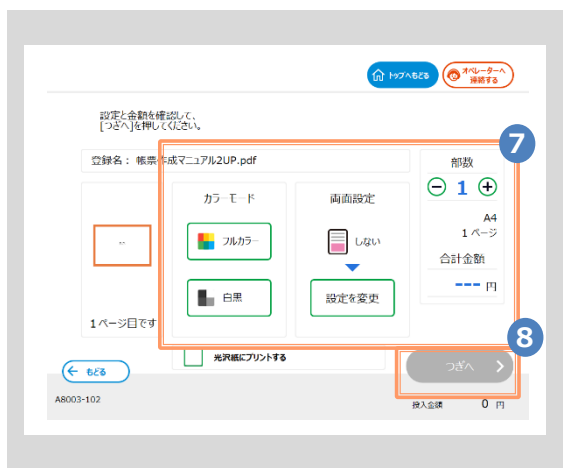 トップへもどる
オペレーターへ
連絡する
設定と金額を確認して、
[つぎへ]を押してください。
7
登録名： 帳票作成マニュアル2UP.pdf
部数
1
カラーモード
両面設定
A4
1 ページ
フルカラー
しない
合計金額
--- 円
白黒
設定を変更
1ページ目です
8
光沢紙にプリントする
つぎへ
もどる
A8003-102
投入金額 0 円